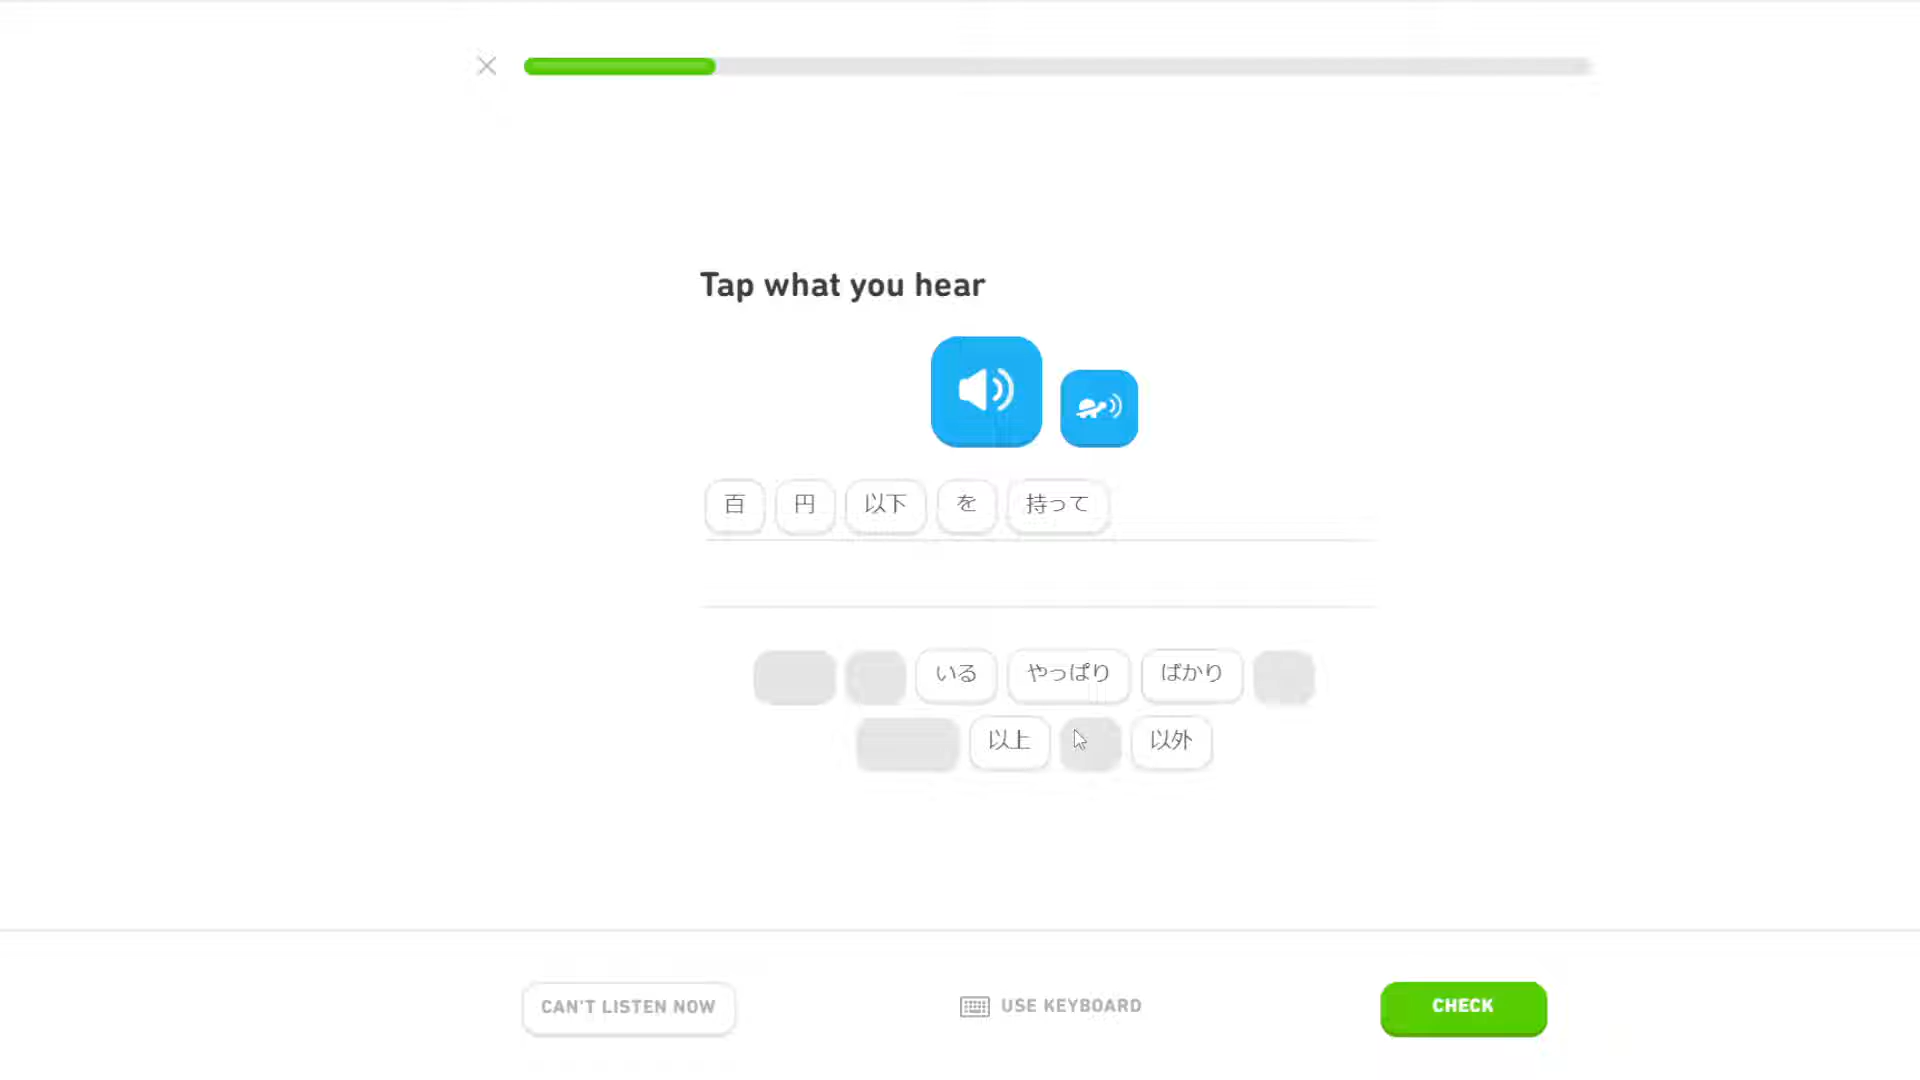 Tap what you hear
百 円 以下 を 持って
いる やっぱり ばかり
以上 以外
CAN'T LISTEN NOW USE KEYBOARD CHECK